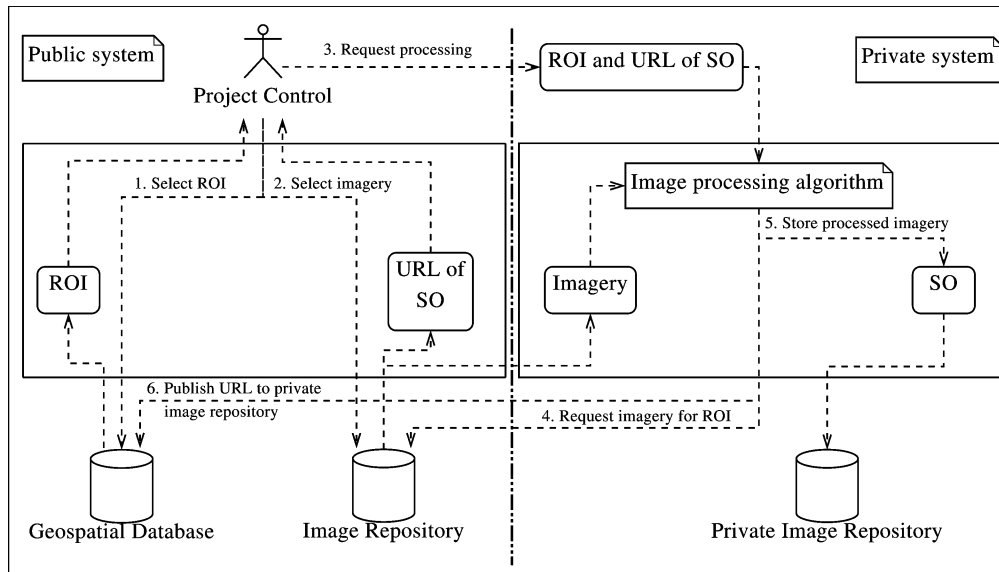 Public system
3. Request processing
ROI and URL of SO
Private system
Project Control
1. Select ROI
2. Select imagery
Image processing algorithm
5. Store processed imagery
ROI
URL of
SO
Imagery
SO
6. Publish URL to private
image repository
4. Request imagery for ROI
Geospatial Database
Image Repository
Private Image Repository